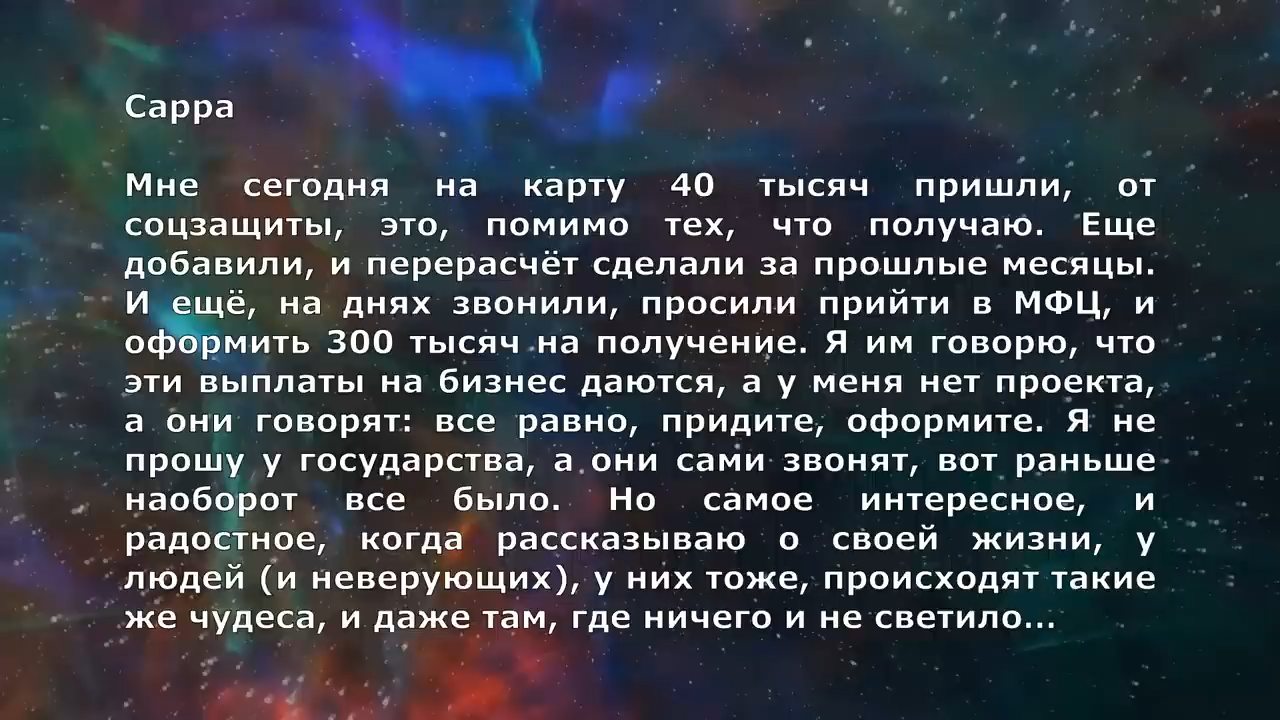 Сарра
Мне сегодня на карту 40 тысяч пришли, от
соцзащиты, это, помимо тех, что получаю. Еще
добавили, и перерасчёт сделали за прошлые месяцы.
И ещё, на днях звонили, просили прийти в МФЦ, и
оформить 300 тысяч на получение. Я им говорю, что
эти выплаты на бизнес даются, а у меня нет проекта,
а они говорят: все равно, придите, оформите. Я не
прошу у государства, а они сами звонят, вот раньше
наоборот все было. Но самое интересное, и
радостное, когда рассказываю о своей жизни, у
людей (и неверующих), у них тоже, происходят такие
же чудеса, и даже там, где ничего и не светило...